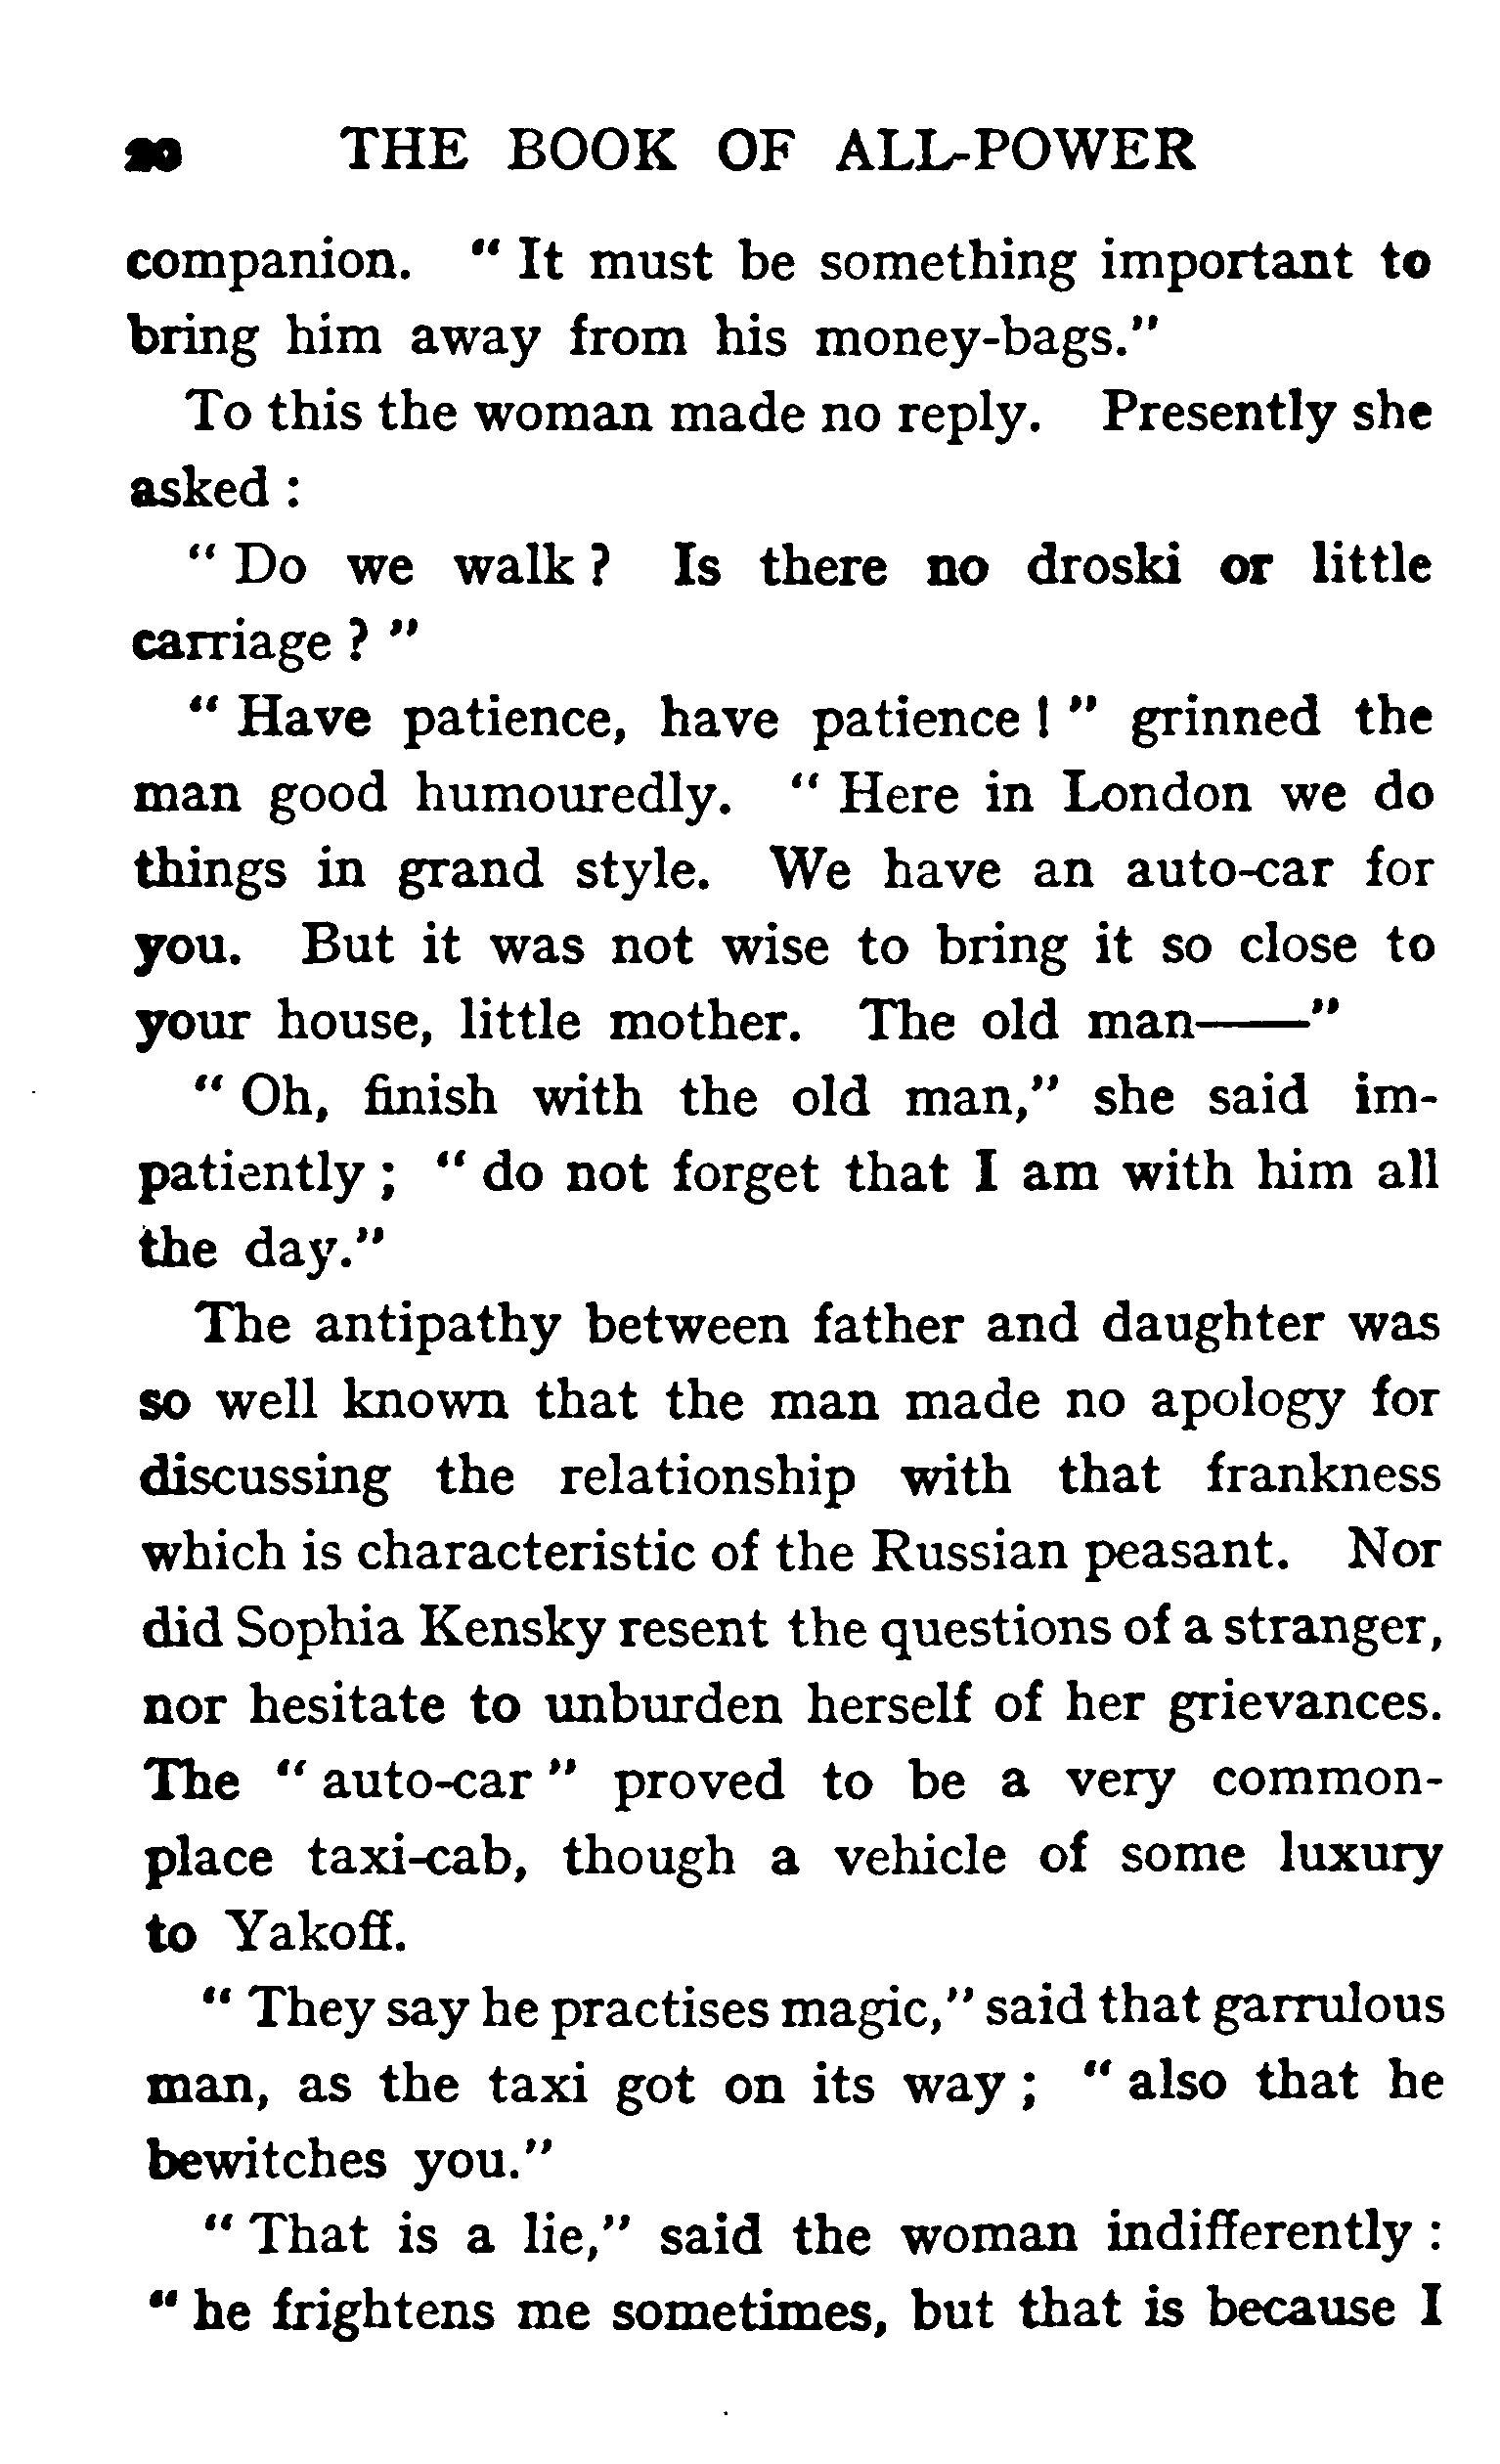 20 THE BOOK OF ALL-POWER
companion. " It must be something important to
bring him away from his money-bags."
To this the woman made no reply. Presently she
asked :
" Do we walk ? Is there no droski or little
carriage ? "
" Have patience, have patience ! " grinned the
man good humouredly. " Here in London we do
things in grand style. We have an auto-car for
you. But it was not wise to bring it so close to
your house, little mother. The old man——"
" Oh, finish with the old man," she said im-
patiently ; " do not forget that I am with him all
the day."
The antipathy between father and daughter was
so well known that the man made no apology for
discussing the relationship with that frankness
which is characteristic of the Russian peasant. Nor
did Sophia Kensky resent the questions of a stranger,
nor hesitate to unburden herself of her grievances.
The " auto-car " proved to be a very common-
place taxi-cab, though a vehicle of some luxury
to Yakoff.
" They say he practises magic," said that garrulous
man, as the taxi got on its way ; " also that he
bewitches you."
" That is a lie," said the woman indifferently :
" he frightens me sometimes, but that is because I